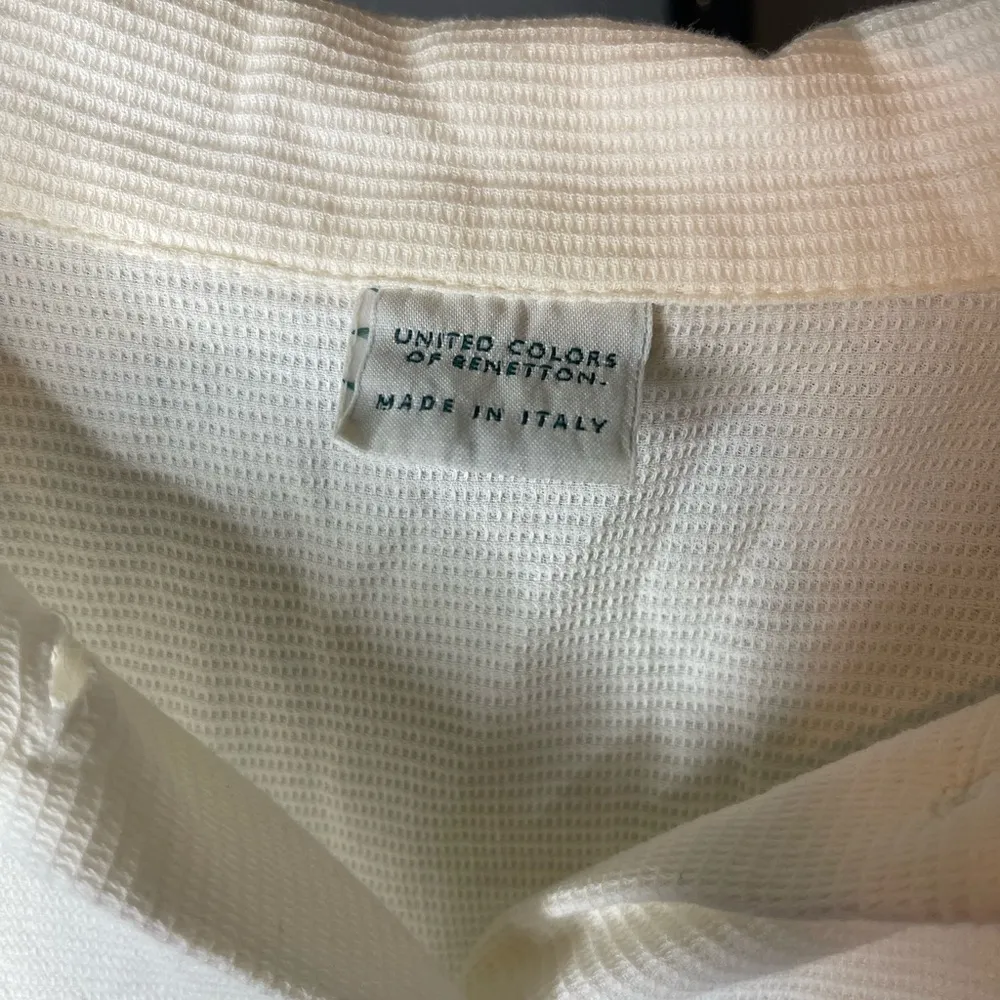 UNITED COLORS
OF BENETTON.
MADE IN ITALY